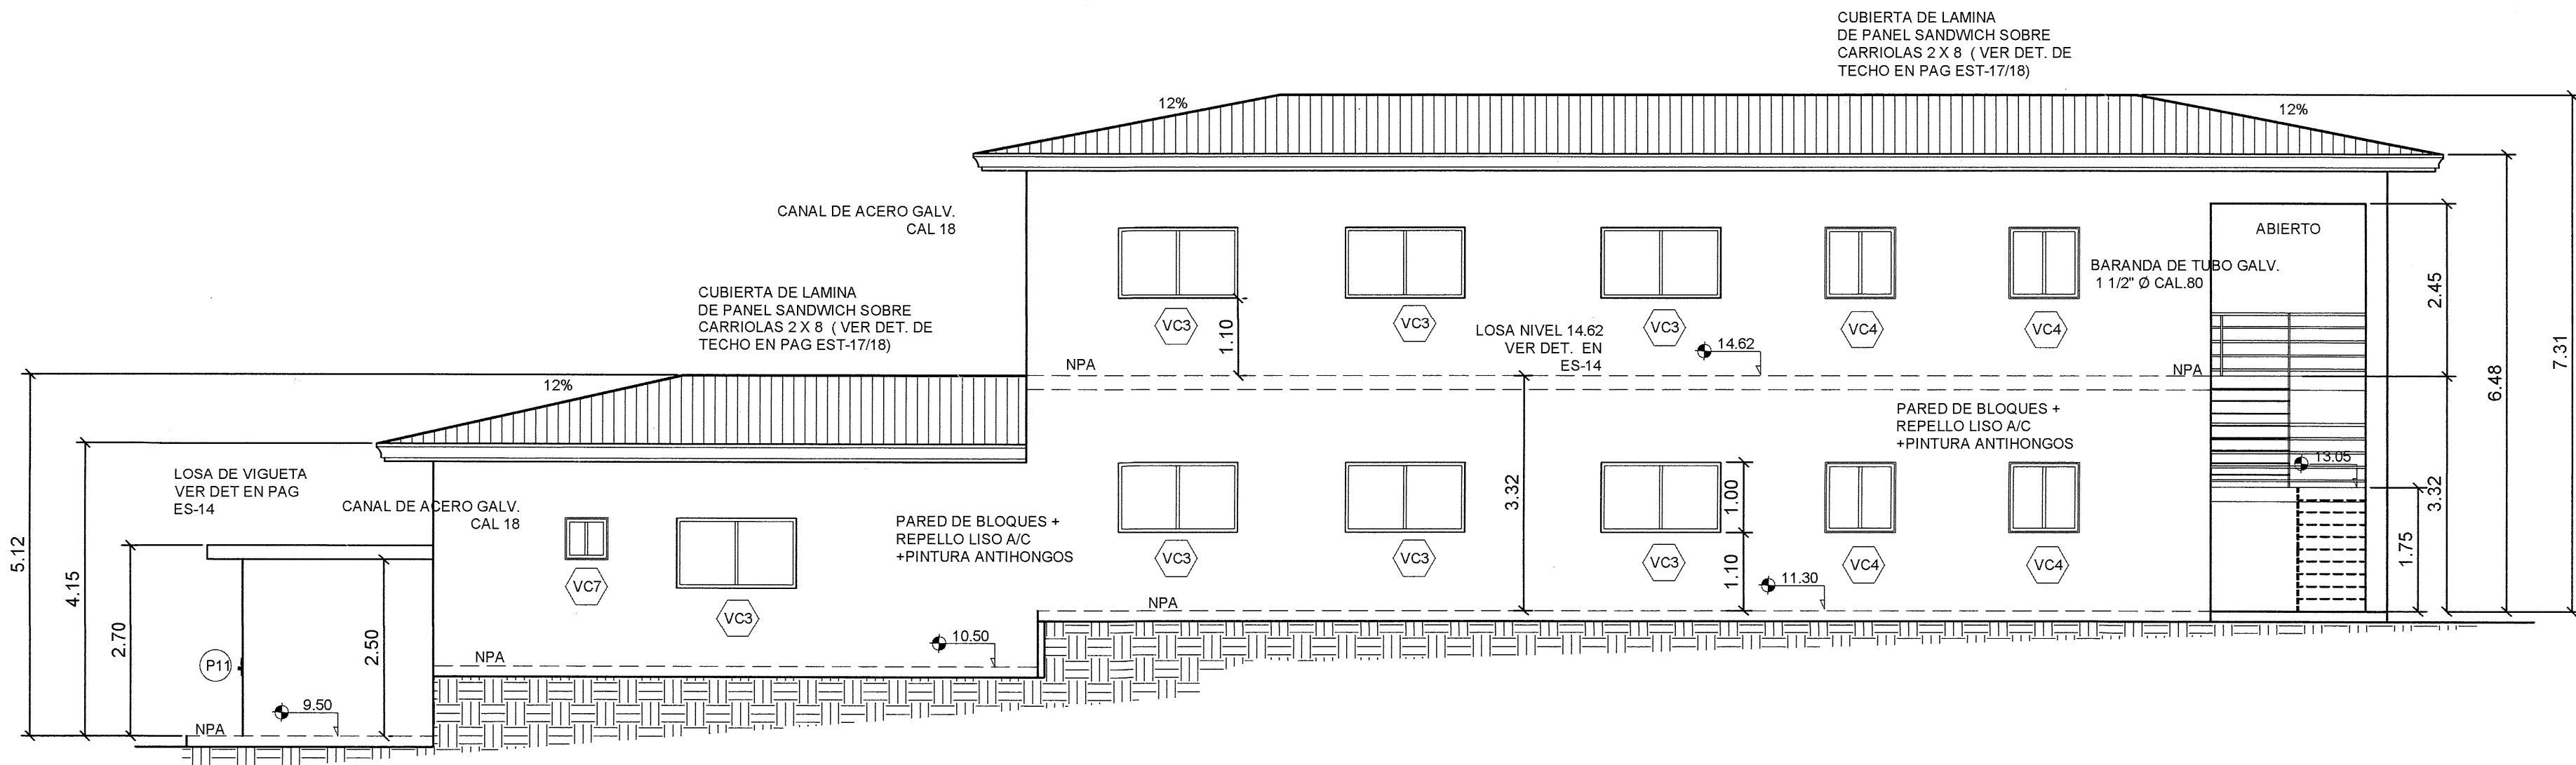 CUBIERTA DE LAMINA
DE PANEL SANDWICH SOBRE
CARRIOLAS 2 X 8 ( VER DET. DE
TECHO EN PAG EST-17/18)
12%
12%
CANAL DE ACERO GALV.
CAL 18
ABIERTO
BARANDA DE TUBO GALV.
1 1/2" Ø CAL.80
CUBIERTA DE LAMINA
DE PANEL SANDWICH SOBRE
CARRIOLAS 2 X 8 ( VER DET. DE
TECHO EN PAG EST-17/18)
VC3
1.10
VC3
LOSA NIVEL 14.62
VER DET. EN
ES-14
VC3
14.62
VC4
VC4
2.45
6.48
7.31
NPA
NPA
12%
PARED DE BLOQUES +
REPELLO LISO A/C
+PINTURA ANTIHONGOS
13.05
LOSA DE VIGUETA
VER DET EN PAG
ES-14
CANAL DE ACERO GALV.
CAL 18
PARED DE BLOQUES +
REPELLO LISO A/C
+PINTURA ANTIHONGOS
3.32
1.00
3.32
5.12
4.15
2.70
2.50
VC7
VC3
VC3
VC3
VC3
1.10
11.30
VC4
VC4
1.75
NPA
10.50
NPA
P11
9.50
NPA